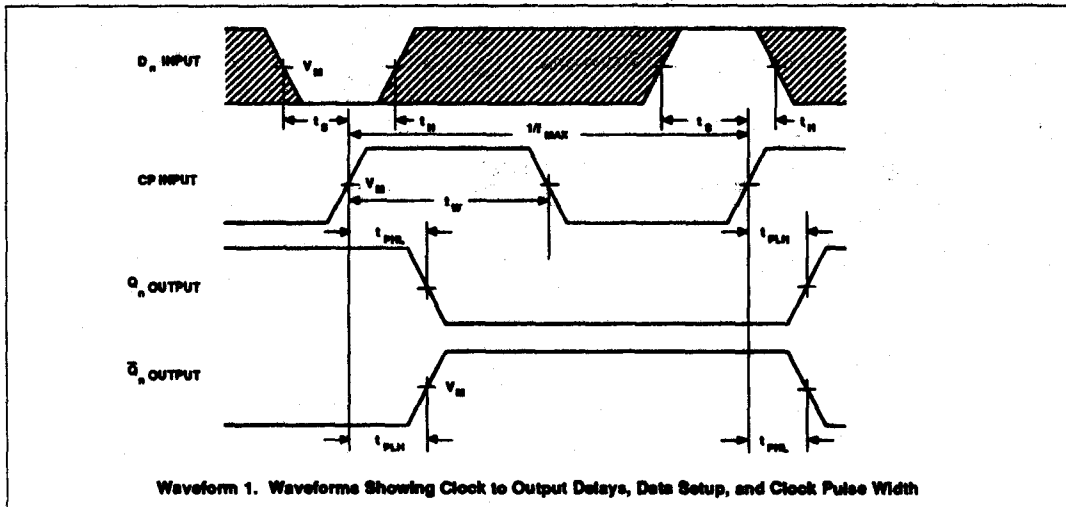 Dn INPUT
VM
tS
tH
1/fMAX
tS
tH
CP INPUT
VM
tW
tPHL
tPLH
Qn OUTPUT
Q̅n OUTPUT
VM
tPLH
tPHL
Waveform 1. Waveforms Showing Clock to Output Delays, Data Setup, and Clock Pulse Width